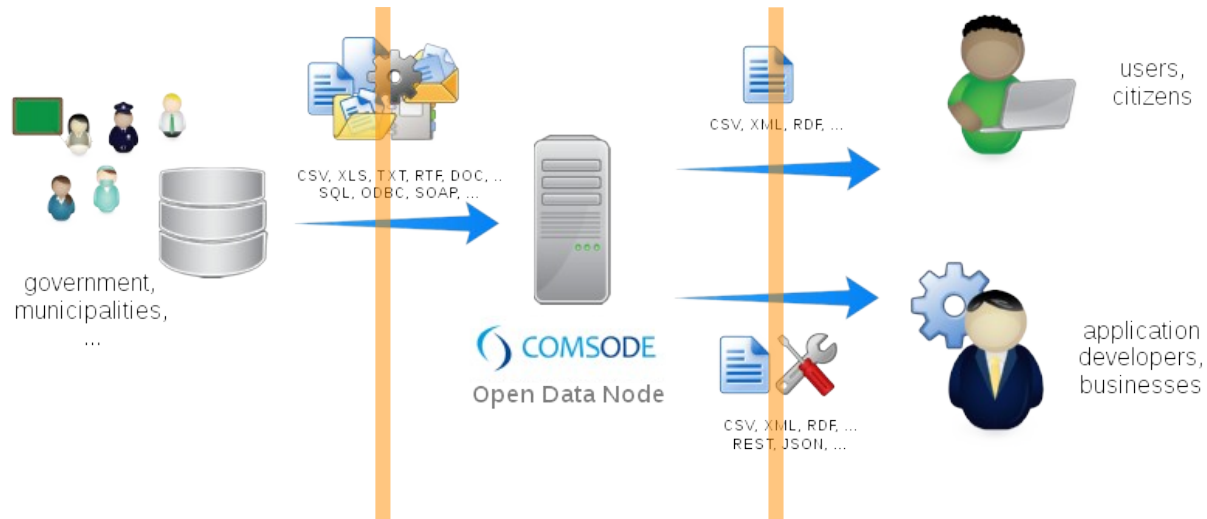 government,
municipalities,
...
CSV, XLS, TXT, RTF, DOC, ..
SQL, ODBC, SOAP, ...
COMSODE
Open Data Node
CSV, XML, RDF, ...
users,
citizens
CSV, XML, RDF, ...
REST, JSON, ...
application
developers,
businesses